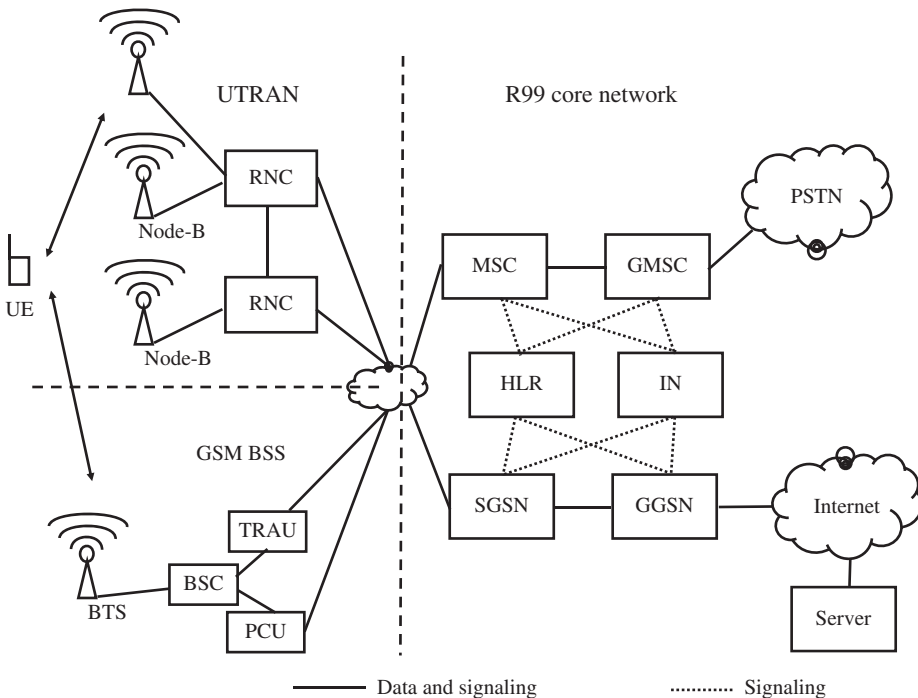 UTRAN
R99 core network
RNC
PSTN
Node-B
MSC
GMSC
UE
RNC
Node-B
HLR
IN
GSM BSS
SGSN
GGSN
Internet
TRAU
BSC
BTS
PCU
Server
Data and signaling
Signaling